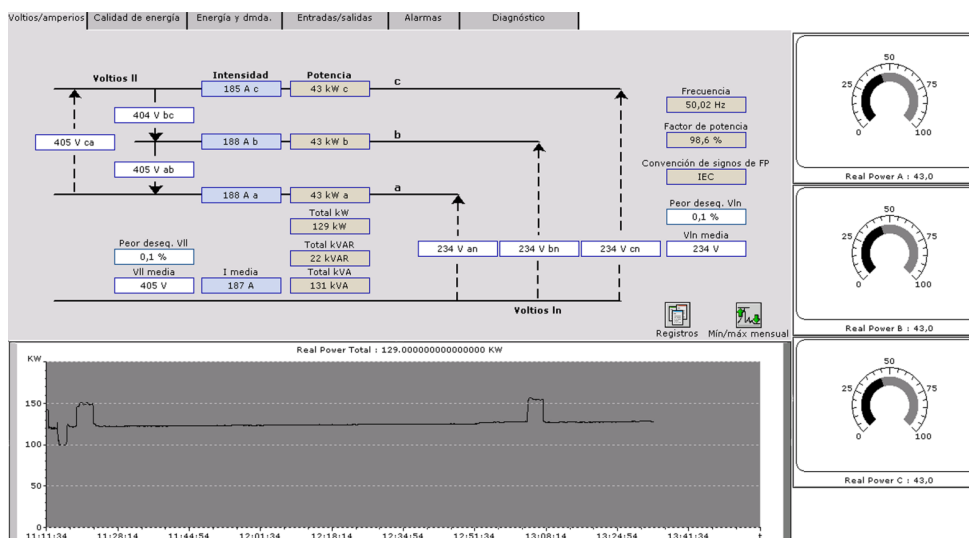 Voltios/amperios Calidad de energía Energía y dmda. Entradas/salidas Alarmas Diagnóstico
Voltios ll Intensidad Potencia
185 A c 43 kW c c
404 V bc
405 V ca
188 A b 43 kW b b
405 V ab
188 A a 43 kW a a
Frecuencia
50,02 Hz
Factor de potencia
98,6 %
Convención de signos de FP
IEC
Peor deseq. Vln
0,1 %
Vln media
234 V
Total kW
129 kW
Total kVAR
22 kVAR
Total kVA
131 kVA
Peor deseq. Vll
0,1 %
Vll media
405 V
I media
187 A
234 V an 234 V bn 234 V cn
Voltios ln
Registros Mín/máx mensual
0 25 50 75 100
Real Power A : 43,0
0 25 50 75 100
Real Power B : 43,0
0 25 50 75 100
Real Power C : 43,0
Real Power Total : 129.000000000000000 KW
KW
150
100
50
0
11:11:34 11:28:14 11:44:54 12:01:34 12:18:14 12:34:54 12:51:34 13:08:14 13:24:54 13:41:34 t